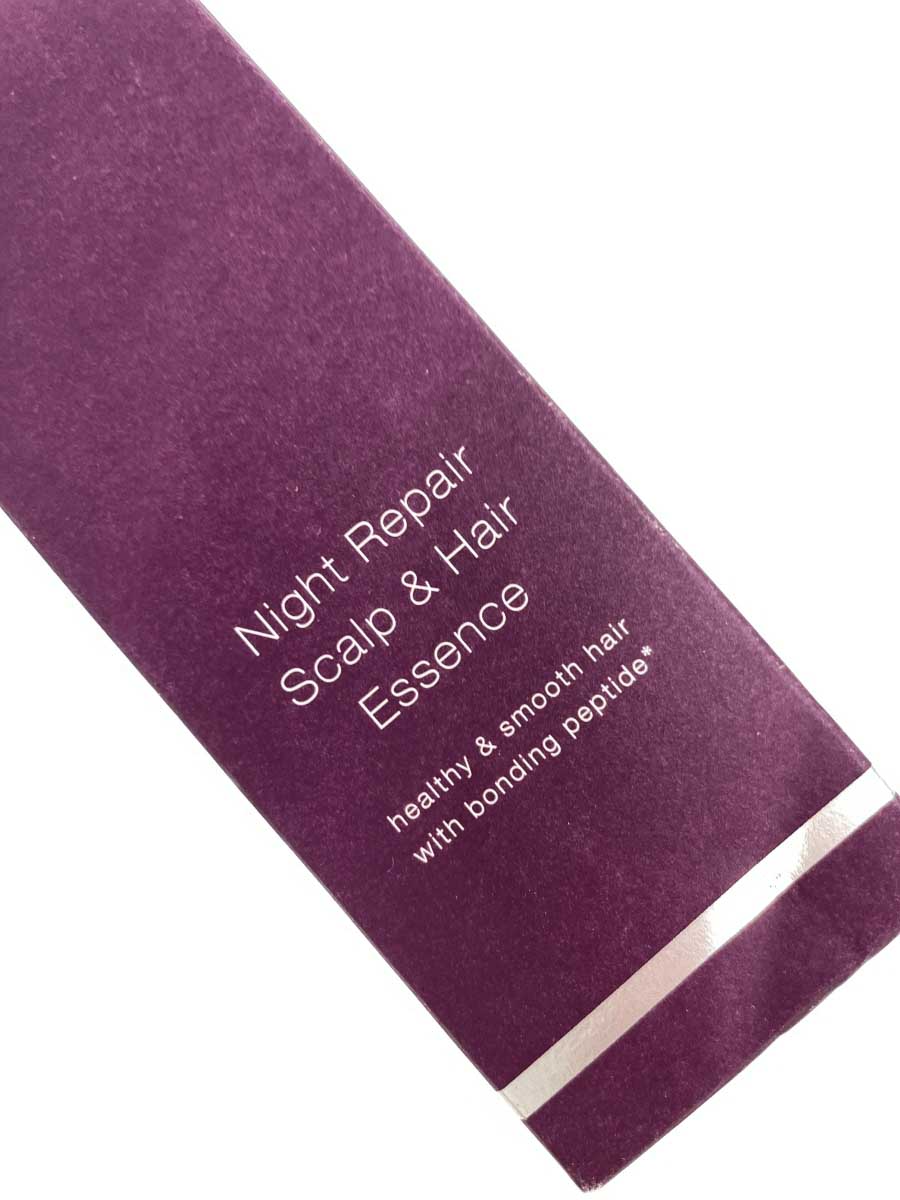 Night Repair
Scalp & Hair
Essence
healthy & smooth hair
with bonding peptide*